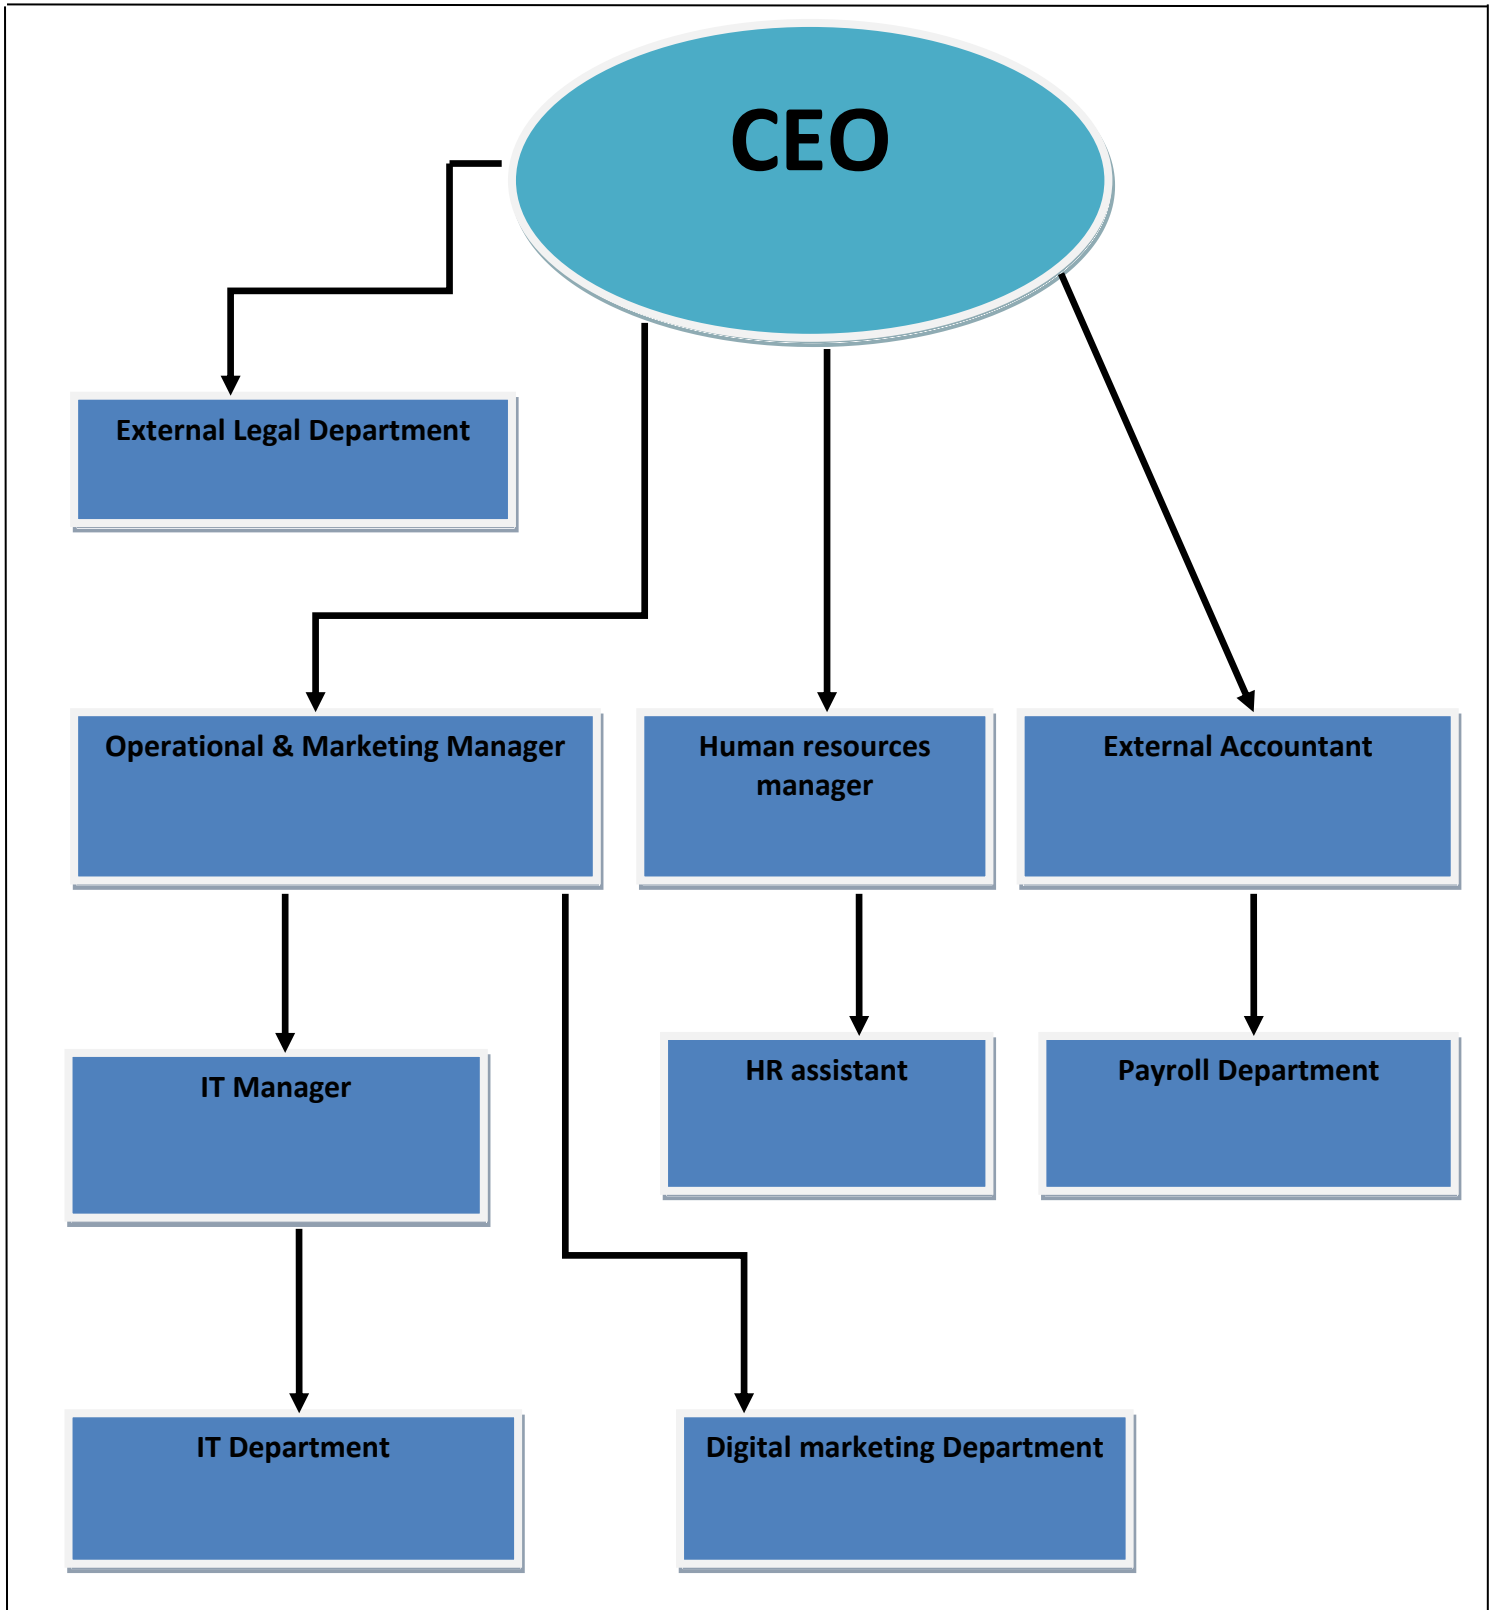 CEO
External Legal Department
Operational & Marketing Manager
Human resources
manager
External Accountant
IT Manager
HR assistant
Payroll Department
IT Department
Digital marketing Department